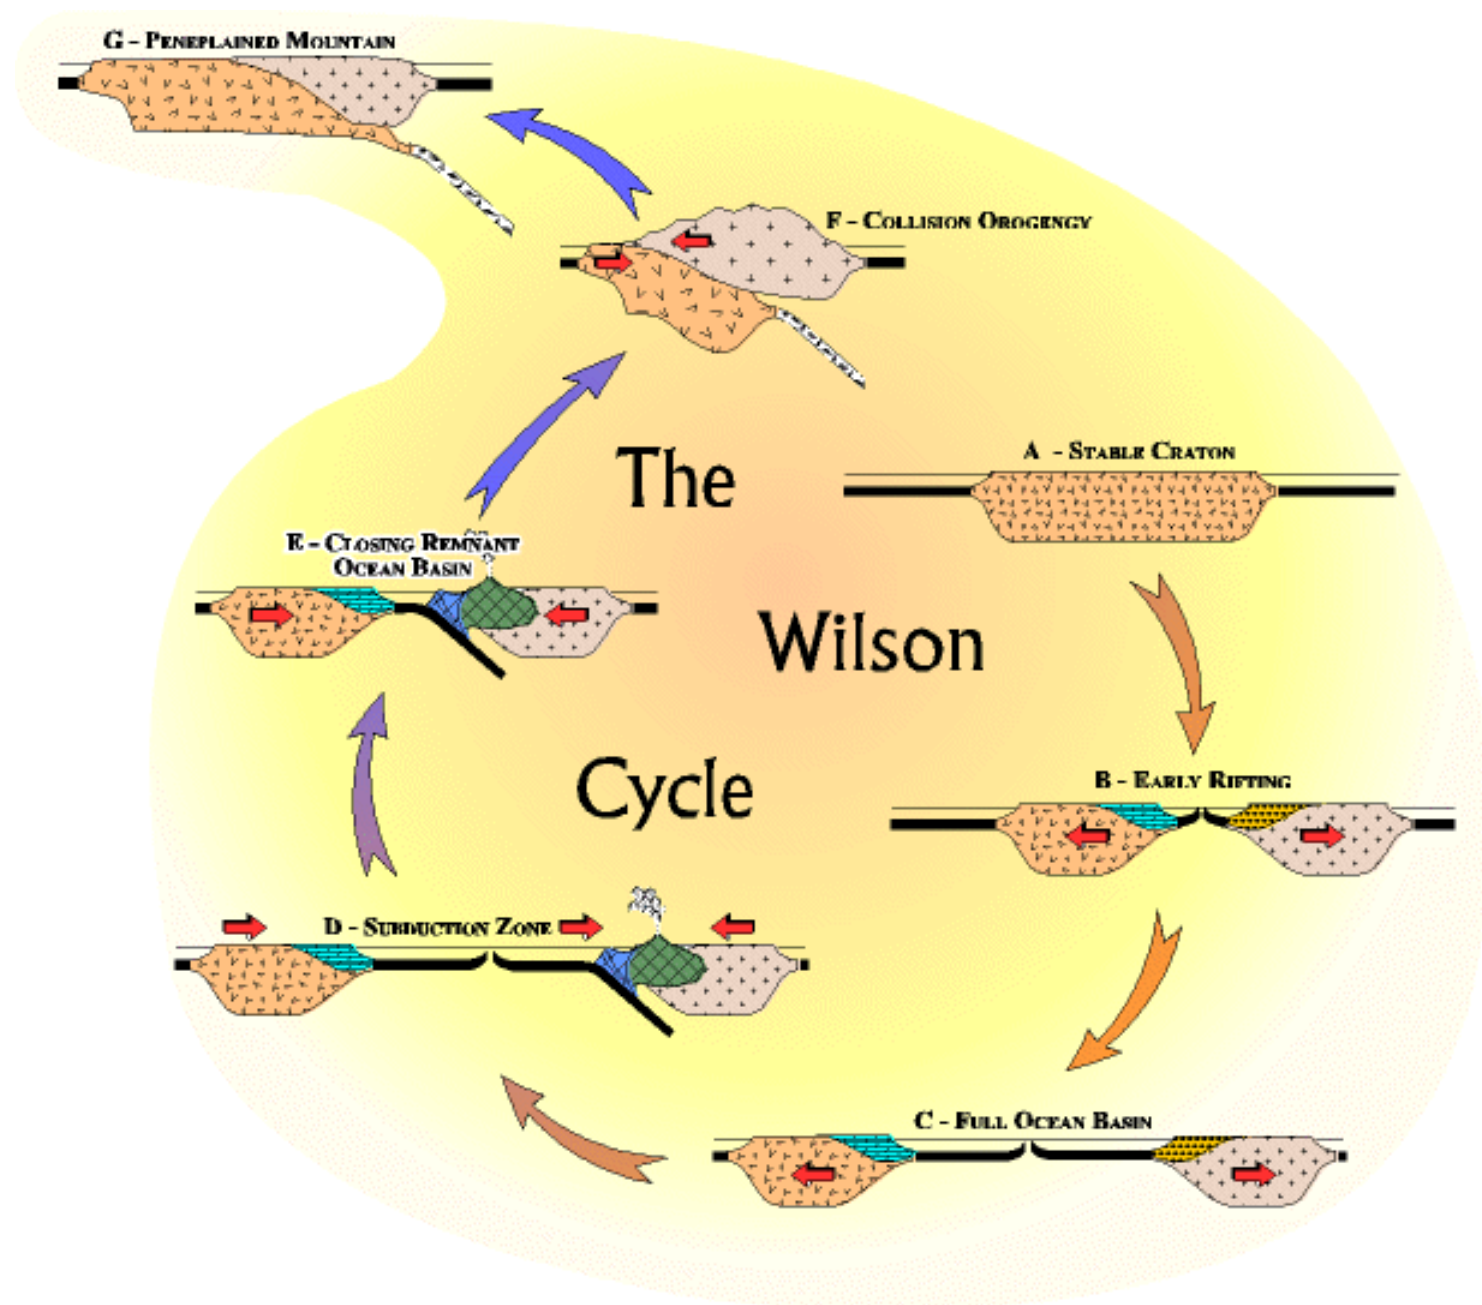 G - Peneplained Mountain
F - Collision Orogengy
The
A - Stable Craton
E - Closing Remnant
Ocean Basin
Wilson
Cycle
B - Early Rifting
D - Subduction Zone
C - Full Ocean Basin